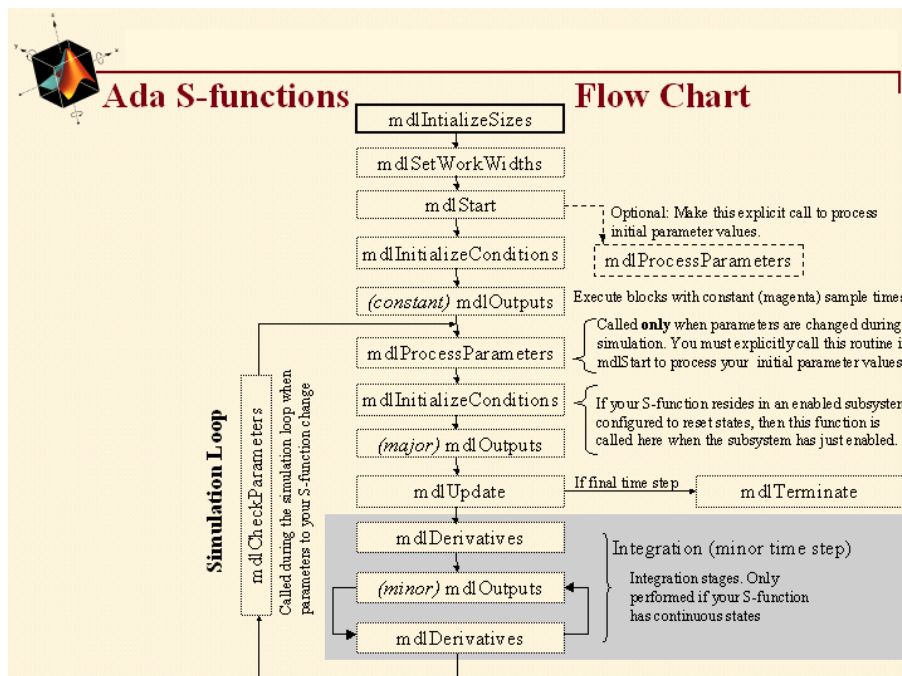 Ada S-functions Flow Chart
mdlIntializeSizes
mdlSetWorkWidths
mdlStart
Optional: Make this explicit call to process
initial parameter values.
mdlProcessParameters
mdlInitializeConditions
(constant) mdlOutputs
Execute blocks with constant (magenta) sample times
mdlProcessParameters
Called only when parameters are changed during
simulation. You must explicitly call this routine i
mdlStart to process your initial parameter values
mdlInitializeConditions
If your S-function resides in an enabled subsystem
configured to reset states, then this function is
called here when the subsystem has just enabled.
(major) mdlOutputs
mdlUpdate
If final time step
mdlTerminate
Simulation Loop
mdlCheckParameters
Called during the simulation loop when
parameters to your S-function change
mdlDerivatives
(minor) mdlOutputs
mdlDerivatives
Integration (minor time step)
Integration stages. Only
performed if your S-function
has continuous states